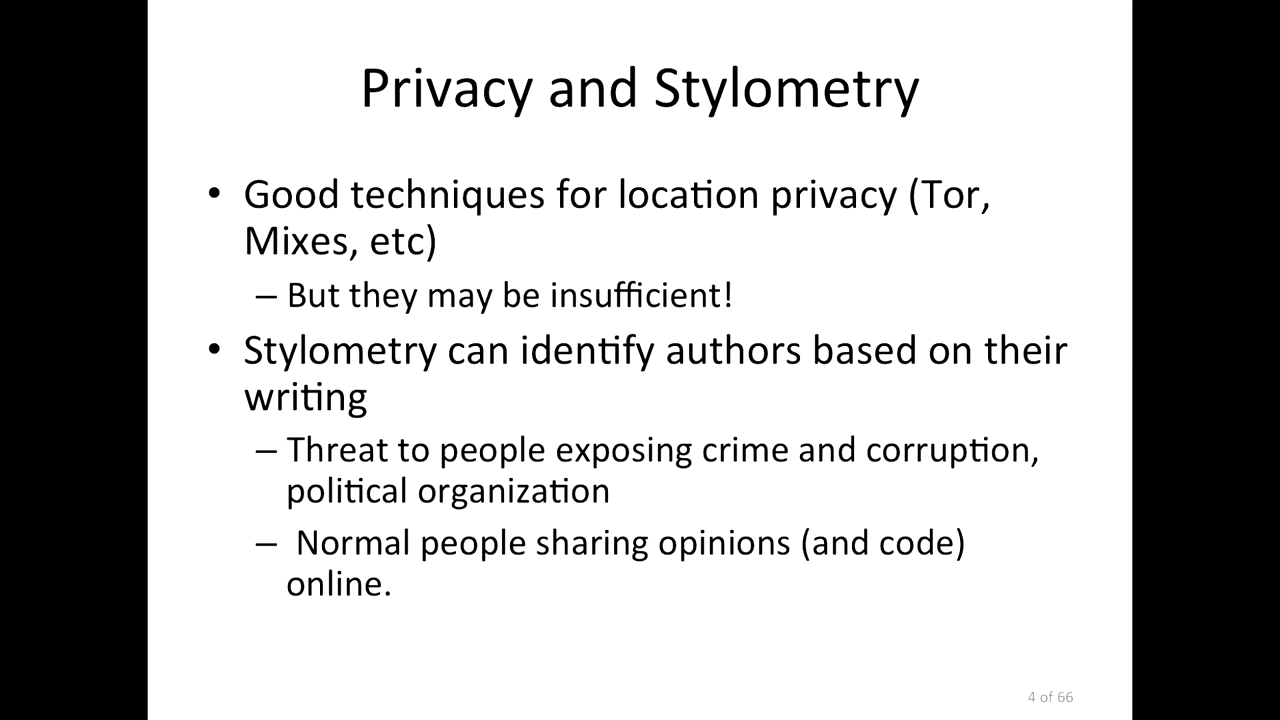 Privacy and Stylometry
• Good techniques for location privacy (Tor,
Mixes, etc)
– But they may be insufficient!
• Stylometry can identify authors based on their
writing
– Threat to people exposing crime and corruption,
political organization
– Normal people sharing opinions (and code)
online.
4 of 66